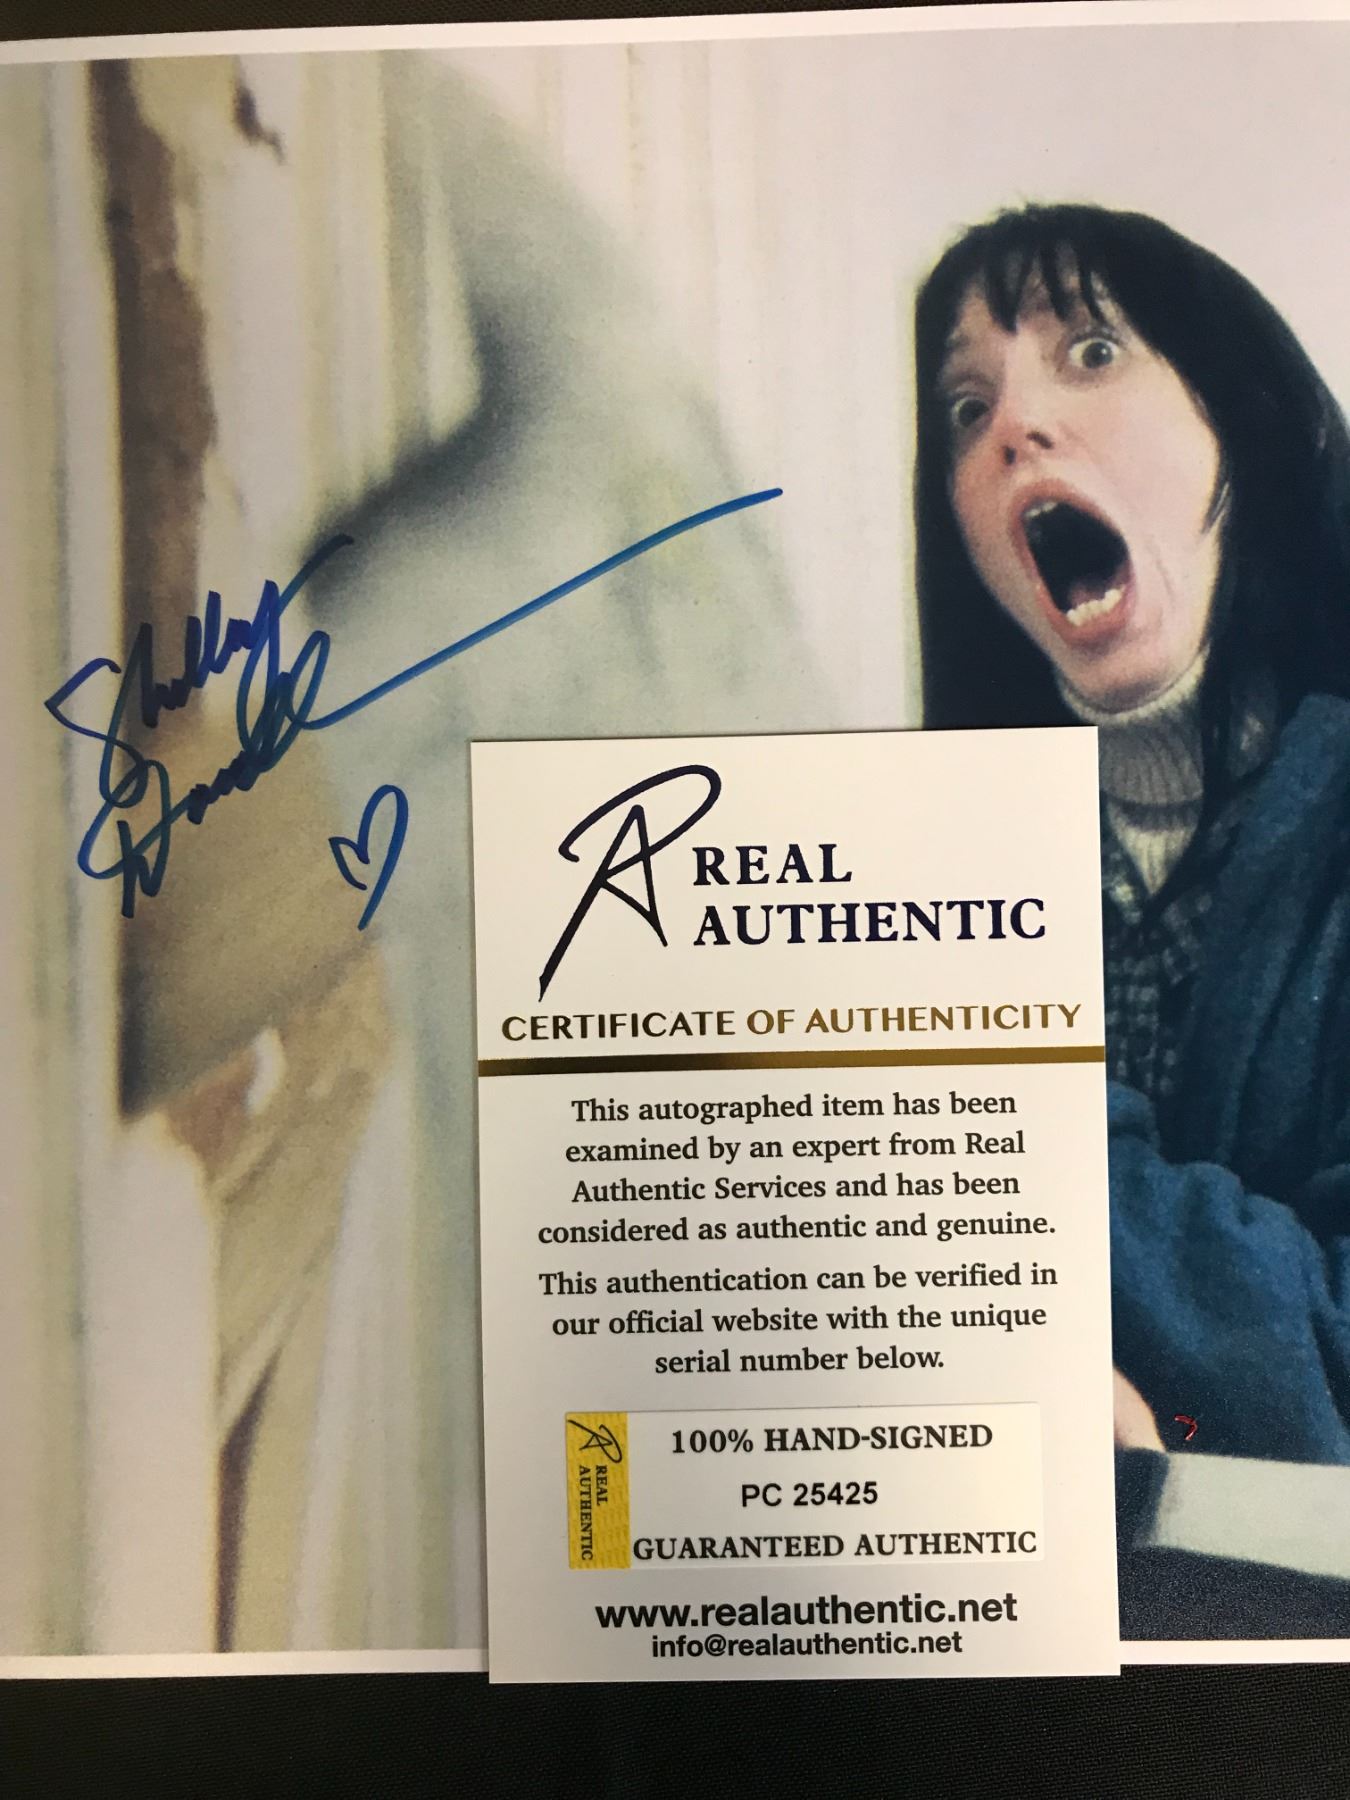 Shelley
Duvall
REAL
AUTHENTIC
CERTIFICATE OF AUTHENTICITY
This autographed item has been
examined by an expert from Real
Authentic Services and has been
considered as authentic and genuine.
This authentication can be verified in
our official website with the unique
serial number below.
REAL
AUTHENTIC
100% HAND-SIGNED
PC 25425
GUARANTEED AUTHENTIC
www.realauthentic.net
info@realauthentic.net